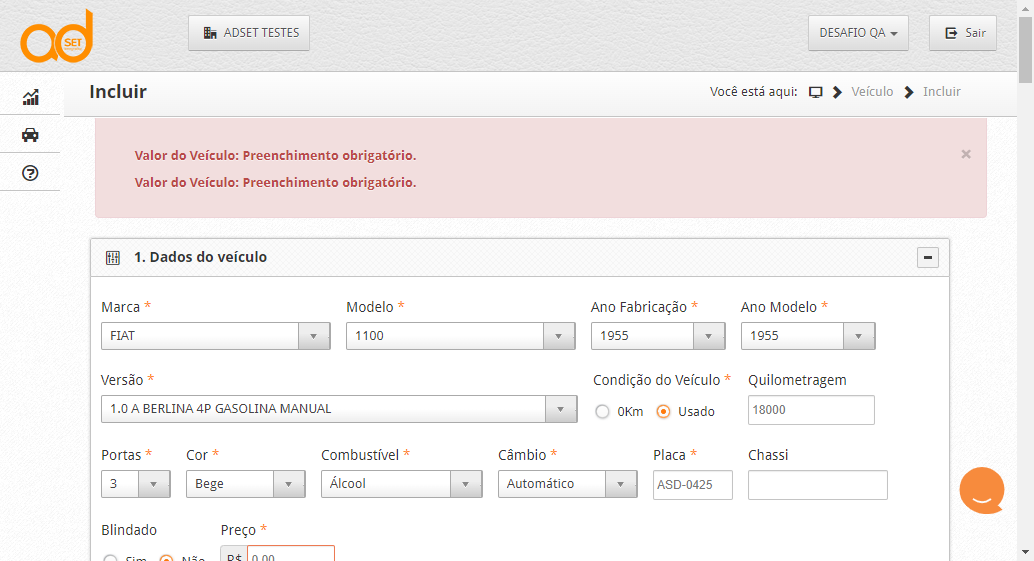 ad
SET
ADSET TESTES
DESAFIO QA
Sair
Incluir
Você está aqui: Veículo Incluir
Valor do Veículo: Preenchimento obrigatório.
×
Valor do Veículo: Preenchimento obrigatório.
1. Dados do veículo
Marca * Modelo * Ano Fabricação * Ano Modelo *
FIAT 1100 1955 1955
Versão * Condição do Veículo * Quilometragem
1.0 A BERLINA 4P GASOLINA MANUAL 0Km Usado 18000
Portas * Cor * Combustível * Câmbio * Placa * Chassi
3 Bege Álcool Automático ASD-0425
Blindado Preço *
Sim Não R$ 0,00